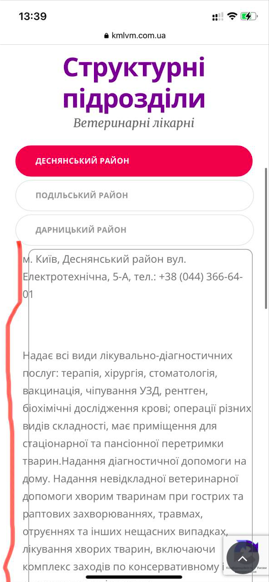 13:39
kmlvm.com.ua
Структурні
підрозділи
Ветеринарні лікарні
ДЕСНЯНСЬКИЙ РАЙОН
ПОДІЛЬСЬКИЙ РАЙОН
ДАРНИЦЬКИЙ РАЙОН
м. Київ, Деснянський район вул.
Електротехнічна, 5-А, тел.: +38 (044) 366-64-
01
Надає всі види лікувально-діагностичних
послуг: терапія, хірургія, стоматологія,
вакцинація, чіпування УЗД, рентген,
біохімічні дослідження крові; операції різних
видів складності, має приміщення для
стаціонарної та пансіонної перетримки
тварин.Надання діагностичної допомоги на
дому. Надання невідкладної ветеринарної
допомоги хворим тваринам при гострих та
раптових захворюваннях, травмах,
отруєннях та інших нещасних випадках,
лікування хворих тварин, включаючи
комплекс заходів по консервативному і